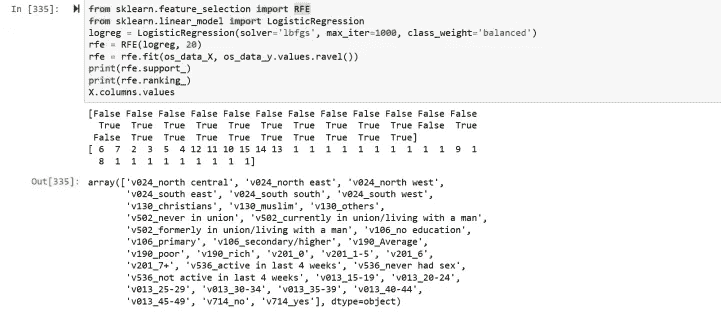 In [335]:
from sklearn.feature_selection import RFE
from sklearn.linear_model import LogisticRegression
logreg = LogisticRegression(solver='lbfgs', max_iter=1000, class_weight='balanced')
rfe = RFE(logreg, 20)
rfe = rfe.fit(os_data_X, os_data_y.values.ravel())
print(rfe.support_)
print(rfe.ranking_)
X.columns.values
[False False False False False False False False False False False
True True True True True True True True True False True
False True True True True True True True True]
[ 6 7 2 3 5 4 12 11 10 15 14 13 1 1 1 1 1 1 1 1 1 9 1
8 1 1 1 1 1 1 1 1]
Out[335]: array(['v024_north central', 'v024_north east', 'v024_north west',
'v024_south east', 'v024_south south', 'v024_south west',
'v130_christians', 'v130_muslim', 'v130_others',
'v502_never in union', 'v502_currently in union/living with a man',
'v502_formerly in union/living with a man', 'v106_no education',
'v106_primary', 'v106_secondary/higher', 'v190_Average',
'v190_poor', 'v190_rich', 'v201_0', 'v201_1-5', 'v201_6',
'v201_7+', 'v536_active in last 4 weeks', 'v536_never had sex',
'v536_not active in last 4 weeks', 'v013_15-19', 'v013_20-24',
'v013_25-29', 'v013_30-34', 'v013_35-39', 'v013_40-44',
'v013_45-49', 'v714_no', 'v714_yes'], dtype=object)